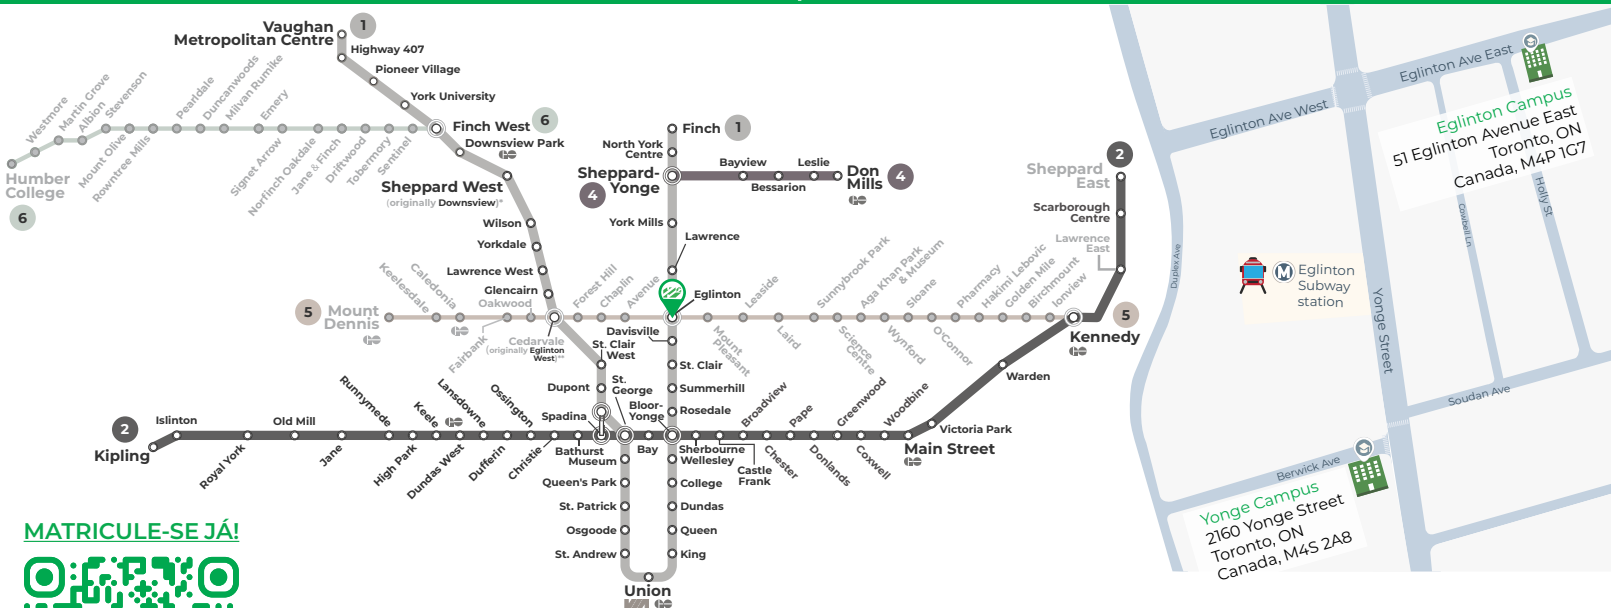 Vaughan
Metropolitan Centre
1
Highway 407
Pioneer Village
York University
Finch West
6
Downsview Park
Sheppard West
(originally Downsview)*
Wilson
Yorkdale
Lawrence West
Glencairn
Cedarvale
(originally Eglinton
West)**
St. Clair
West
Dupont
Spadina
St.
George
Museum
Queen's Park
St. Patrick
Osgoode
St. Andrew
Union
VIA
Westmore
Martin Grove
Albion
Stevenson
Mount Olive
Rowntree Mills
Pearldale
Duncanwoods
Milvan Rumike
Emery
Signet Arrow
Norfinch Oakdale
Jane & Finch
Driftwood
Tobermory
Sentinel
Humber
College
6
Finch
1
North York
Centre
Sheppard-
Yonge
4
Bayview
Bessarion
Leslie
Don
Mills
4
York Mills
Lawrence
Eglinton
Davisville
St. Clair
Summerhill
Rosedale
Bloor-
Yonge
Wellesley
College
Dundas
Queen
King
5
Mount
Dennis
Keelesdale
Caledonia
Fairbank
Oakwood
Forest Hill
Chaplin
Avenue
Mount
Pleasant
Leaside
Laird
Sunnybrook Park
Science
Centre
Aga Khan Park
& Museum
Wynford
Sloane
O'Connor
Pharmacy
Hakimi Lebovic
Golden Mile
Birchmount
Ionview
5
Kennedy
2
Sheppard
East
Scarborough
Centre
Lawrence
East
Warden
Victoria Park
Main Street
2
Kipling
Islinton
Royal York
Old Mill
Jane
Runnymede
High Park
Keele
Dundas West
Lansdowne
Dufferin
Ossington
Christie
Bathurst
Bay
Sherbourne
Castle
Frank
Broadview
Chester
Pape
Donlands
Greenwood
Coxwell
Woodbine
MATRICULE-SE JÁ!
Eglinton Ave West
Eglinton Ave East
Eglinton Campus
51 Eglinton Avenue East
Toronto, ON
Canada, M4P 1G7
Duplex Ave
Cowbell Ln
Holly St
M
Eglinton
Subway
station
Yonge Street
Soudan Ave
Berwick Ave
Yonge Campus
2160 Yonge Street
Toronto, ON
Canada, M4S 2A8